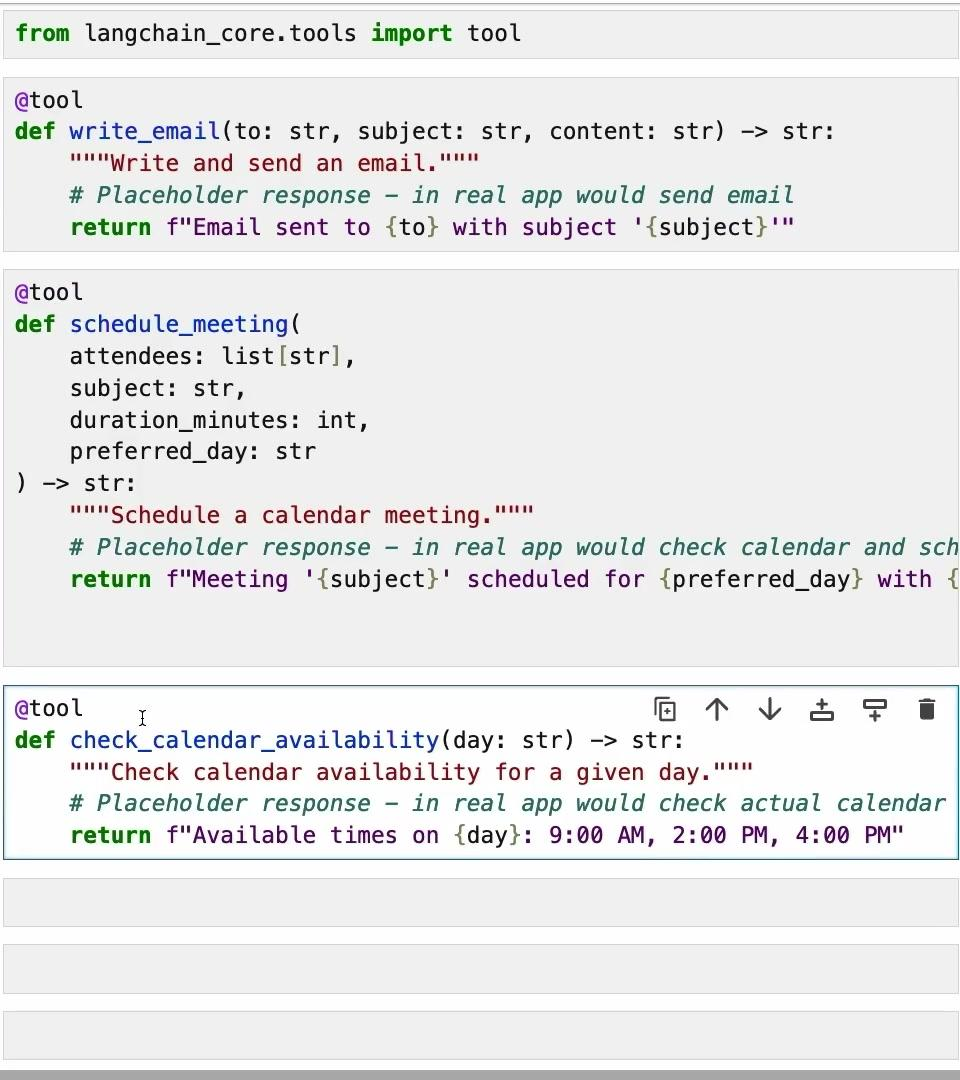 from langchain_core.tools import tool
@tool
def write_email(to: str, subject: str, content: str) -> str:
    """Write and send an email."""
    # Placeholder response – in real app would send email
    return f"Email sent to {to} with subject '{subject}'"
@tool
def schedule_meeting(
    attendees: list[str],
    subject: str,
    duration_minutes: int,
    preferred_day: str
) -> str:
    """Schedule a calendar meeting."""
    # Placeholder response – in real app would check calendar and sch
    return f"Meeting '{subject}' scheduled for {preferred_day} with {
@tool
def check_calendar_availability(day: str) -> str:
    """Check calendar availability for a given day."""
    # Placeholder response – in real app would check actual calendar
    return f"Available times on {day}: 9:00 AM, 2:00 PM, 4:00 PM"